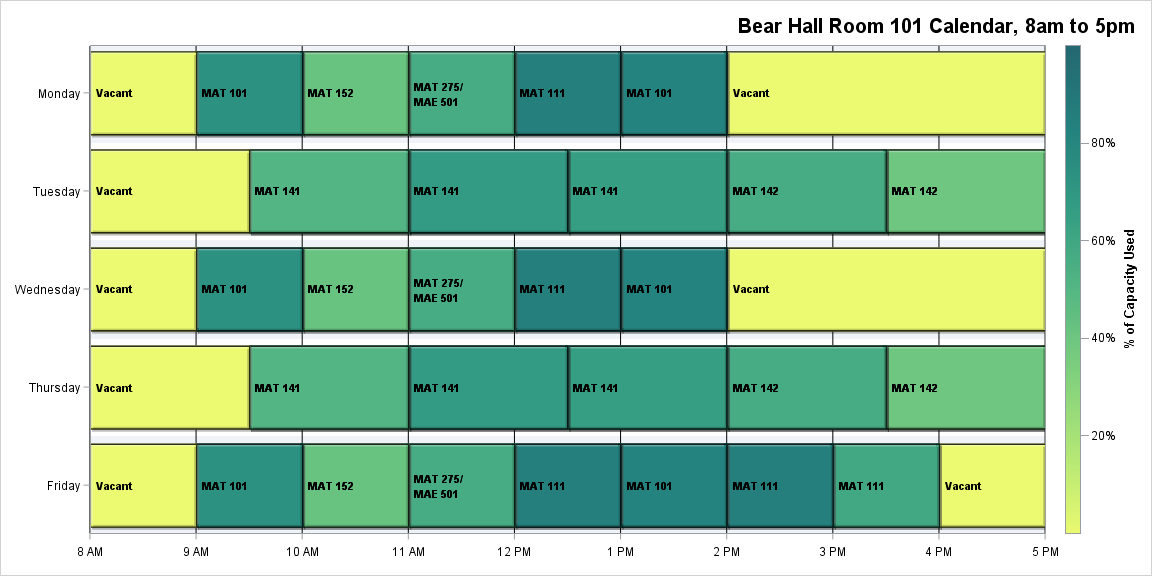 Bear Hall Room 101 Calendar, 8am to 5pm
Monday
Vacant
MAT 101
MAT 152
MAT 275/
MAE 501
MAT 111
MAT 101
Vacant
Tuesday
Vacant
MAT 141
MAT 141
MAT 141
MAT 142
MAT 142
Wednesday
Vacant
MAT 101
MAT 152
MAT 275/
MAE 501
MAT 111
MAT 101
Vacant
Thursday
Vacant
MAT 141
MAT 141
MAT 141
MAT 142
MAT 142
Friday
Vacant
MAT 101
MAT 152
MAT 275/
MAE 501
MAT 111
MAT 101
MAT 111
MAT 111
Vacant
8 AM
9 AM
10 AM
11 AM
12 PM
1 PM
2 PM
3 PM
4 PM
5 PM
80%
60%
40%
20%
% of Capacity Used